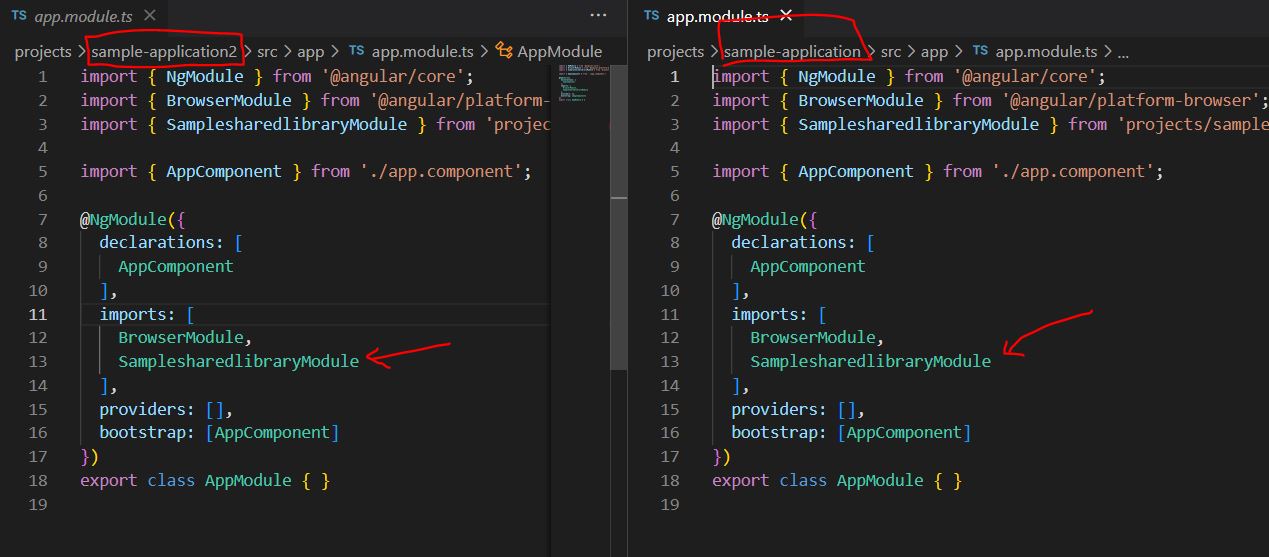 TS app.module.ts ×
projects > sample-application2 > src > app > TS app.module.ts > AppModule
1 import { NgModule } from '@angular/core';
2 import { BrowserModule } from '@angular/platform-
3 import { SamplesharedlibraryModule } from 'projec
4
5 import { AppComponent } from './app.component';
6
7 @NgModule({
8 declarations: [
9 AppComponent
10 ],
11 imports: [
12 BrowserModule,
13 SamplesharedlibraryModule
14 ],
15 providers: [],
16 bootstrap: [AppComponent]
17 })
18 export class AppModule { }
19
TS app.module.ts ×
projects > sample-application > src > app > TS app.module.ts > ...
1 import { NgModule } from '@angular/core';
2 import { BrowserModule } from '@angular/platform-browser';
3 import { SamplesharedlibraryModule } from 'projects/sample
4
5 import { AppComponent } from './app.component';
6
7 @NgModule({
8 declarations: [
9 AppComponent
10 ],
11 imports: [
12 BrowserModule,
13 SamplesharedlibraryModule
14 ],
15 providers: [],
16 bootstrap: [AppComponent]
17 })
18 export class AppModule { }
19